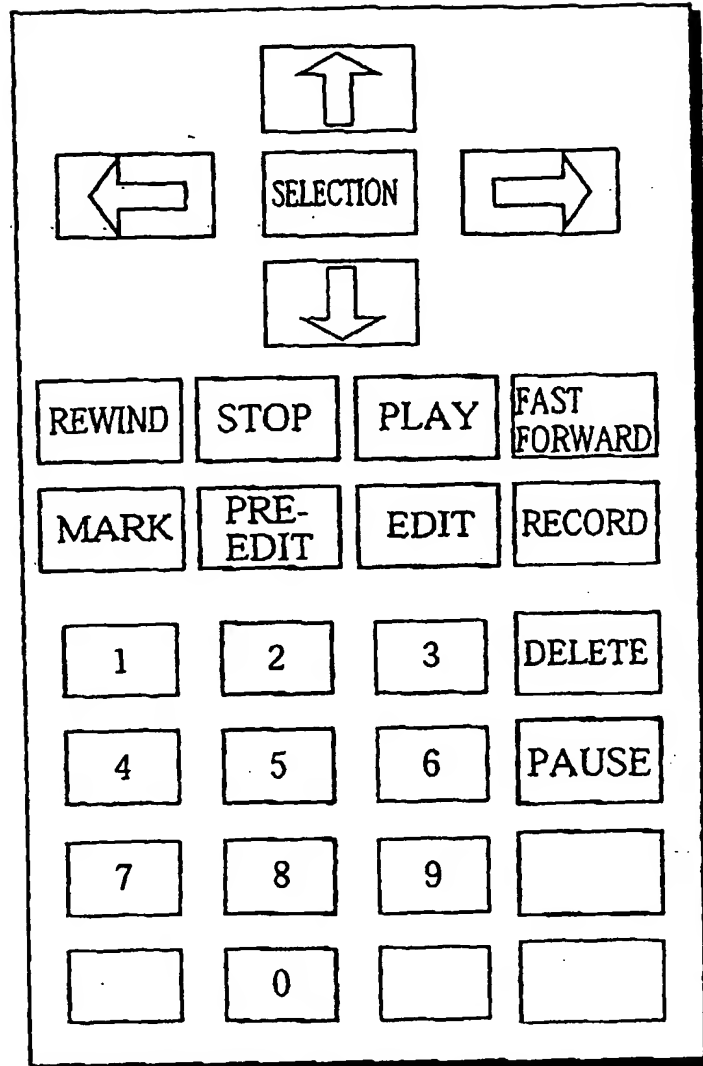 SELECTION
REWIND STOP PLAY FAST FORWARD
MARK PRE-EDIT EDIT RECORD
1 2 3 DELETE
4 5 6 PAUSE
7 8 9
0